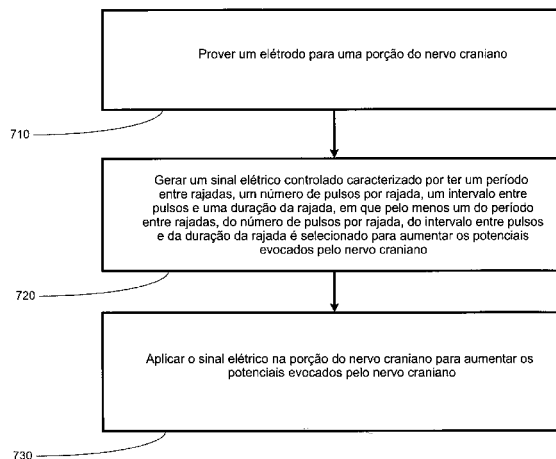 Prover um elétrodo para uma porção do nervo craniano
710
Gerar um sinal elétrico controlado caracterizado por ter um período
entre rajadas, um número de pulsos por rajada, um intervalo entre
pulsos e uma duração da rajada, em que pelo menos um do período
entre rajadas, do número de pulsos por rajada, do intervalo entre pulsos
e da duração da rajada é selecionado para aumentar os potenciais
evocados pelo nervo craniano
720
Aplicar o sinal elétrico na porção do nervo craniano para aumentar os
potenciais evocados pelo nervo craniano
730